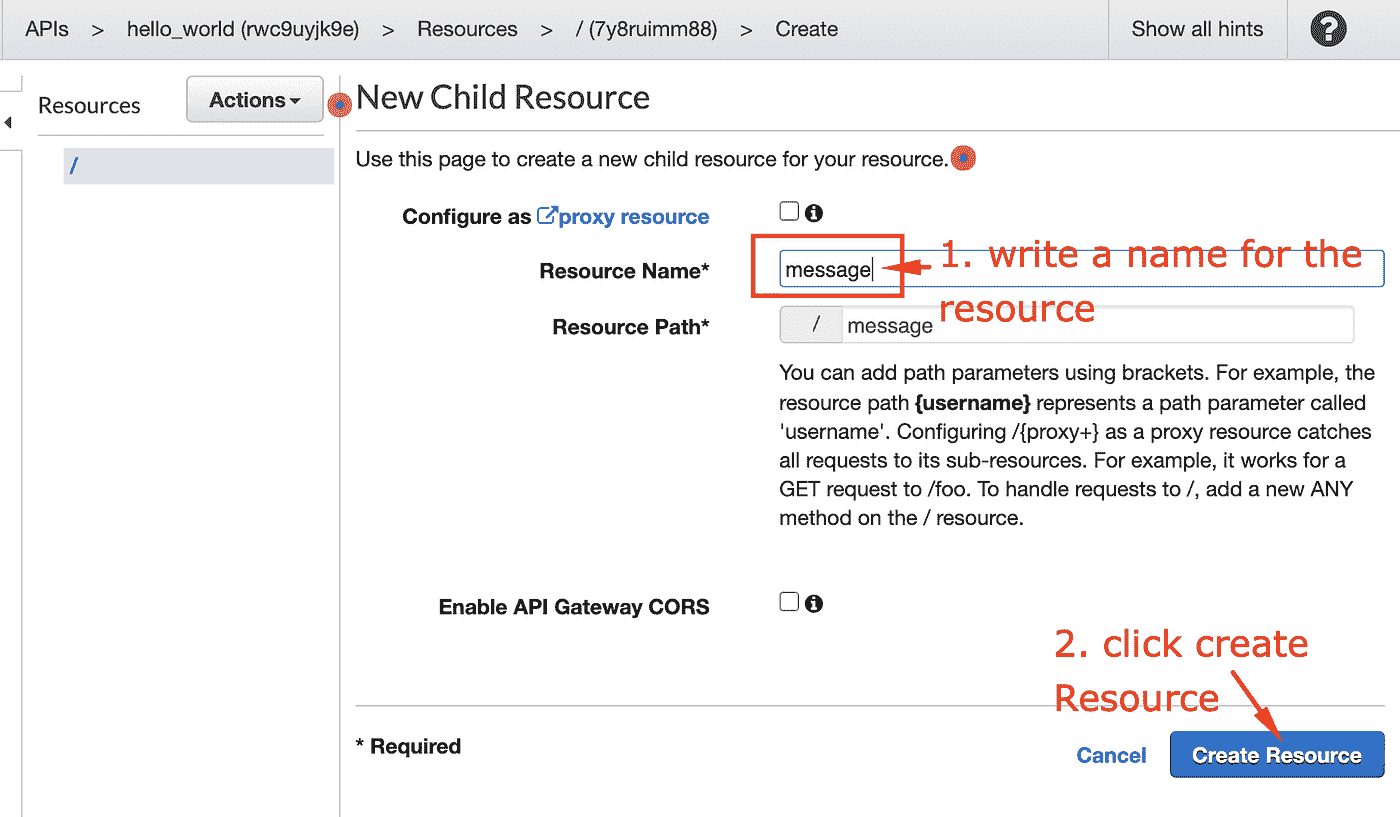 APIs > hello_world (rwc9uyjk9e) > Resources > / (7y8ruimm88) > Create Show all hints ?
Resources Actions
New Child Resource
/
Use this page to create a new child resource for your resource.
Configure as proxy resource i
Resource Name* message
1. write a name for the
resource
Resource Path* / message
You can add path parameters using brackets. For example, the
resource path {username} represents a path parameter called
'username'. Configuring /{proxy+} as a proxy resource catches
all requests to its sub-resources. For example, it works for a
GET request to /foo. To handle requests to /, add a new ANY
method on the / resource.
Enable API Gateway CORS i
2. click create
Resource
* Required
Cancel Create Resource